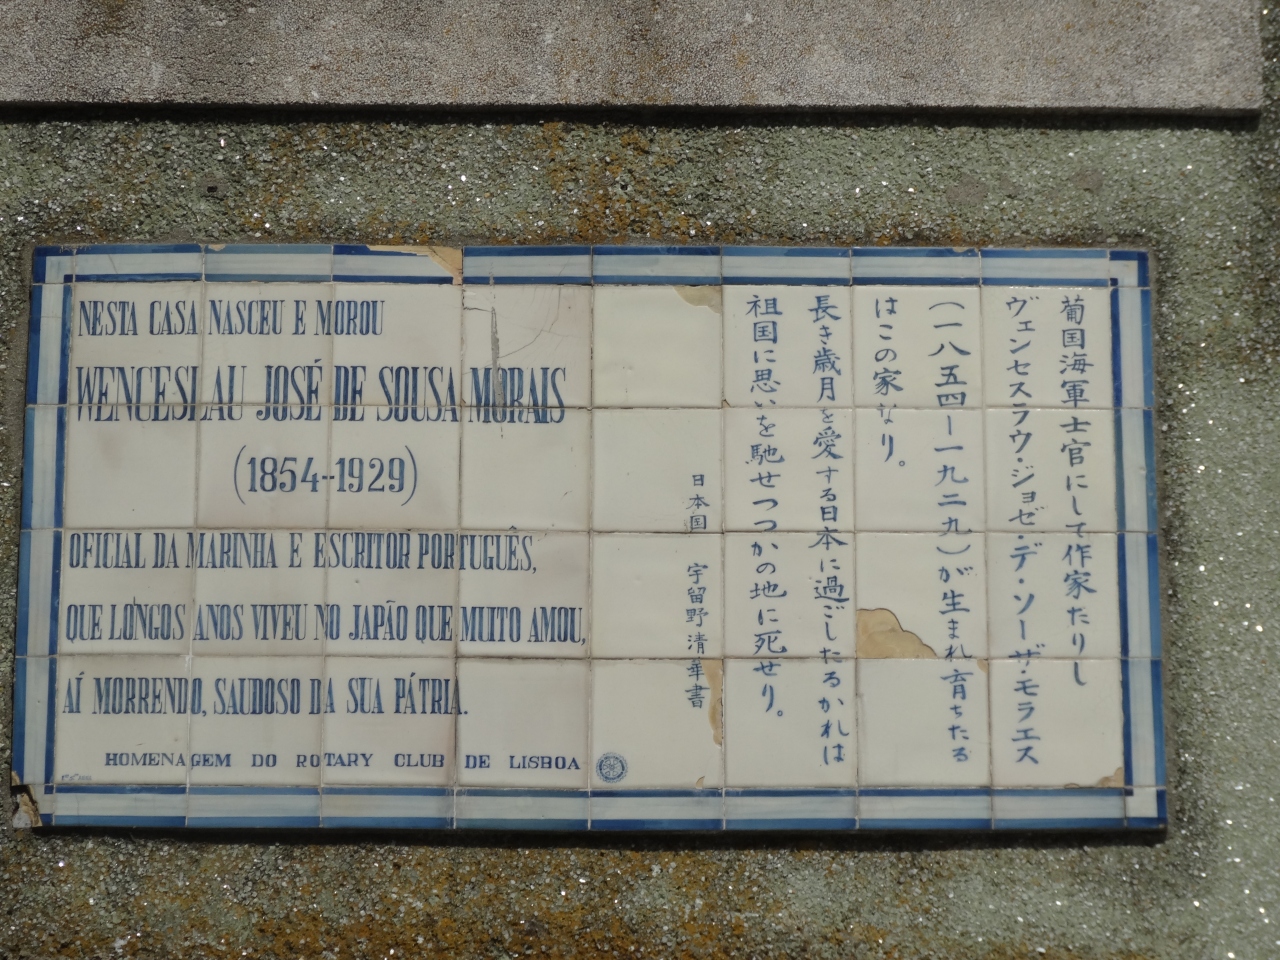 NESTA CASA NASCEU E MOROU
WENCESLAU JOSÉ DE SOUSA MORAIS
(1854-1929)
OFICIAL DA MARINHA E ESCRITOR PORTUGUÊS,
QUE LONGOS ANOS VIVEU NO JAPÃO QUE MUITO AMOU,
AÍ MORRENDO, SAUDOSO DA SUA PÁTRIA.
HOMENAGEM DO ROTARY CLUB DE LISBOA
葡国海軍士官にして作家たりし
ヴェンセスラウ・ジョゼ・デ・ソーザ・モラエス
(一八五四ー一九二九)が生まれ育ちたる
はこの家なり。
長き歳月を愛する日本に過ごしたるかれは
祖国に思いを馳せつつかの地に死せり。
日本国 宇留野清華書